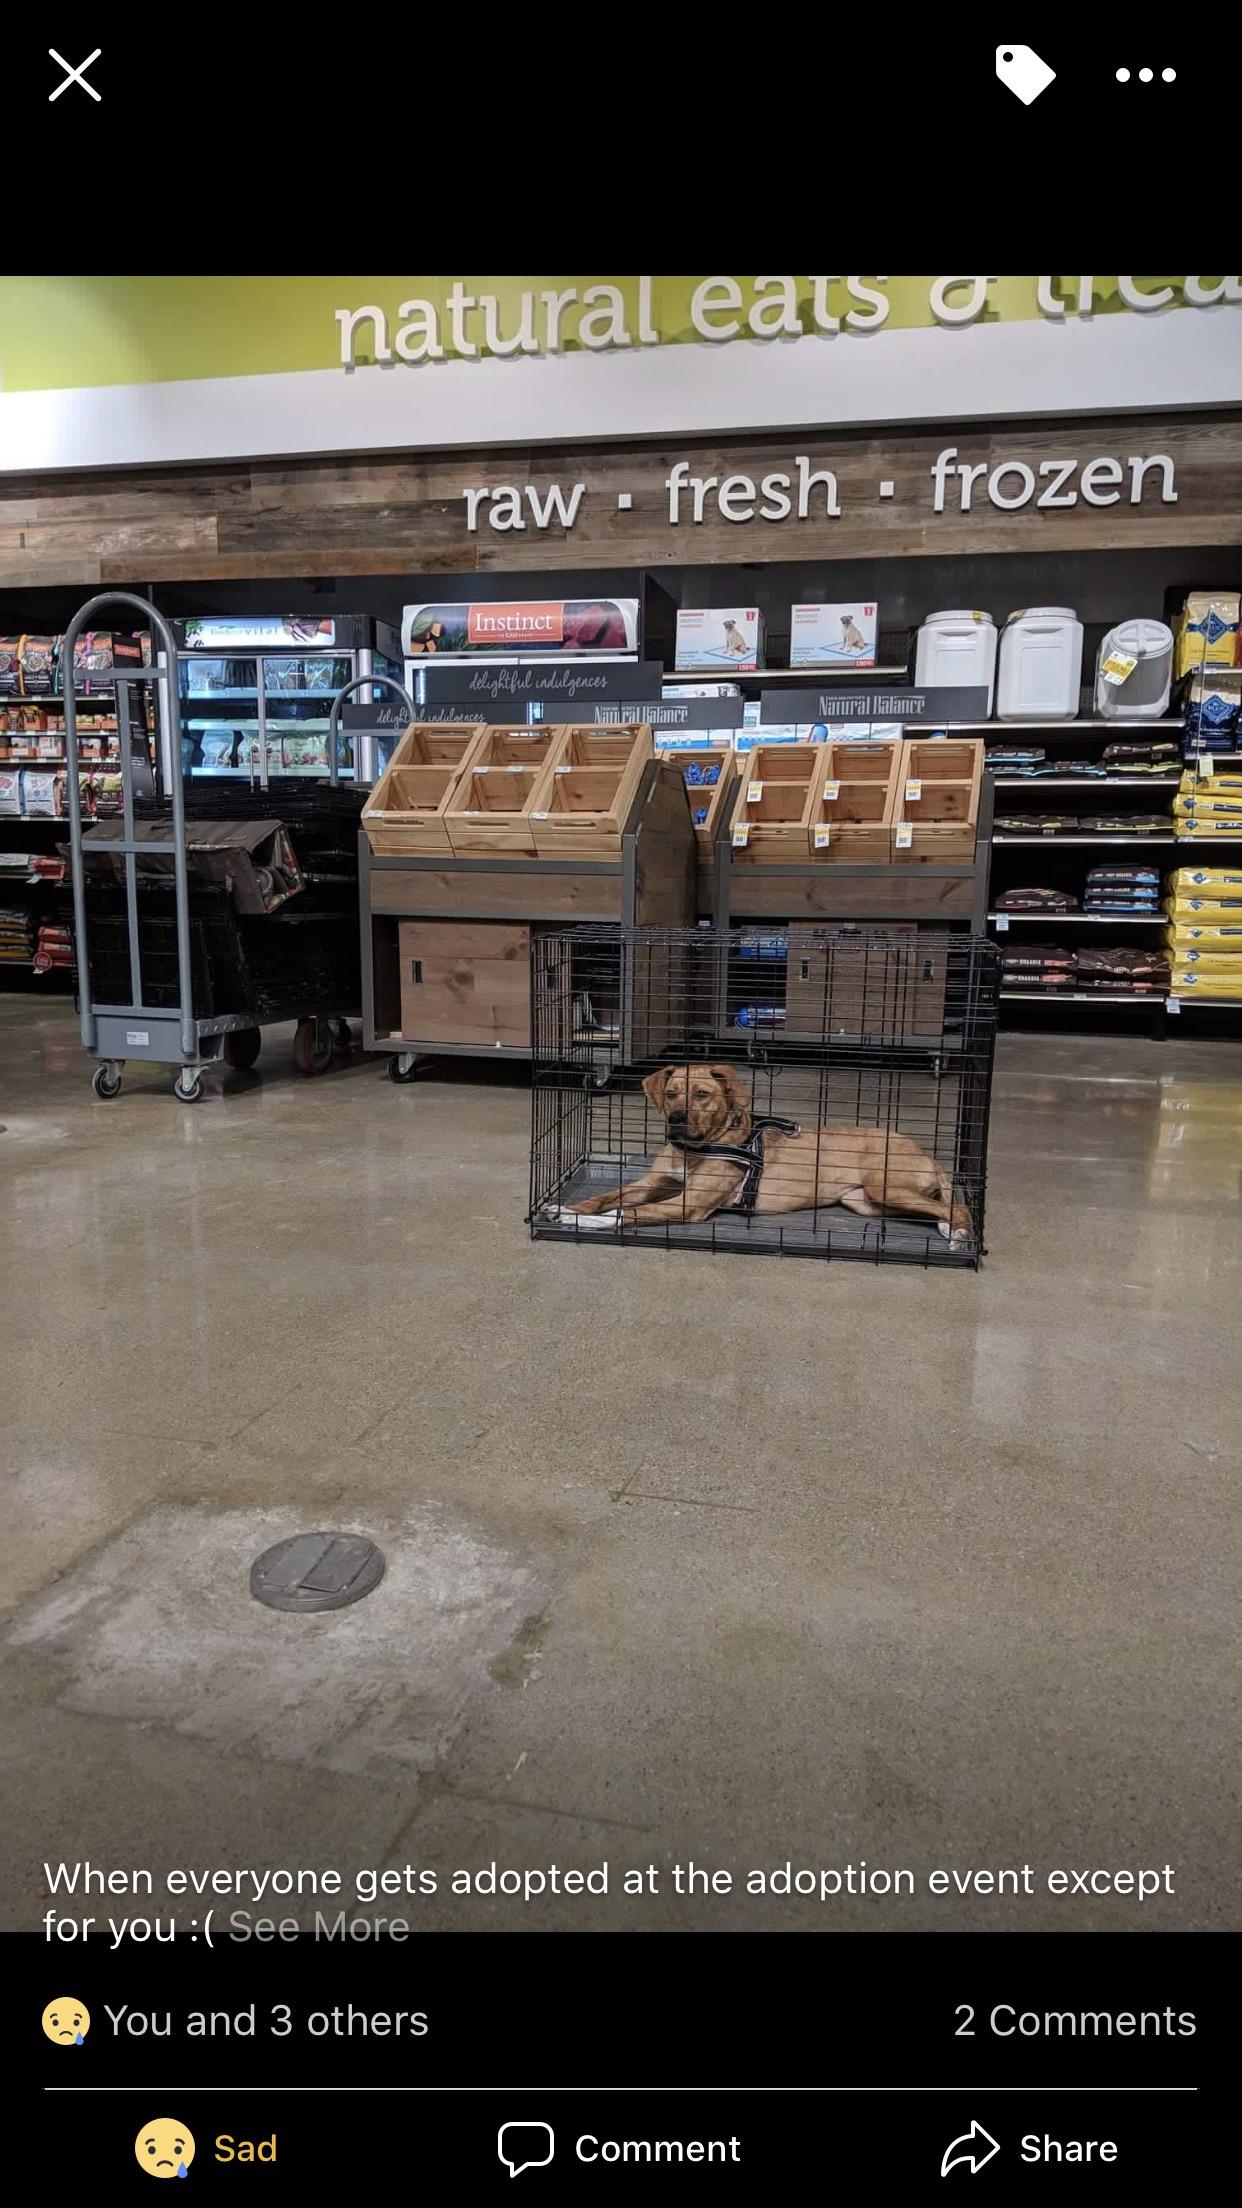 natural eats & trea
raw · fresh · frozen
Instinct
delightful indulgences
delightful indulgences
Natural Balance
Natural Balance
When everyone gets adopted at the adoption event except
for you :( See More
You and 3 others
2 Comments
Sad
Comment
Share